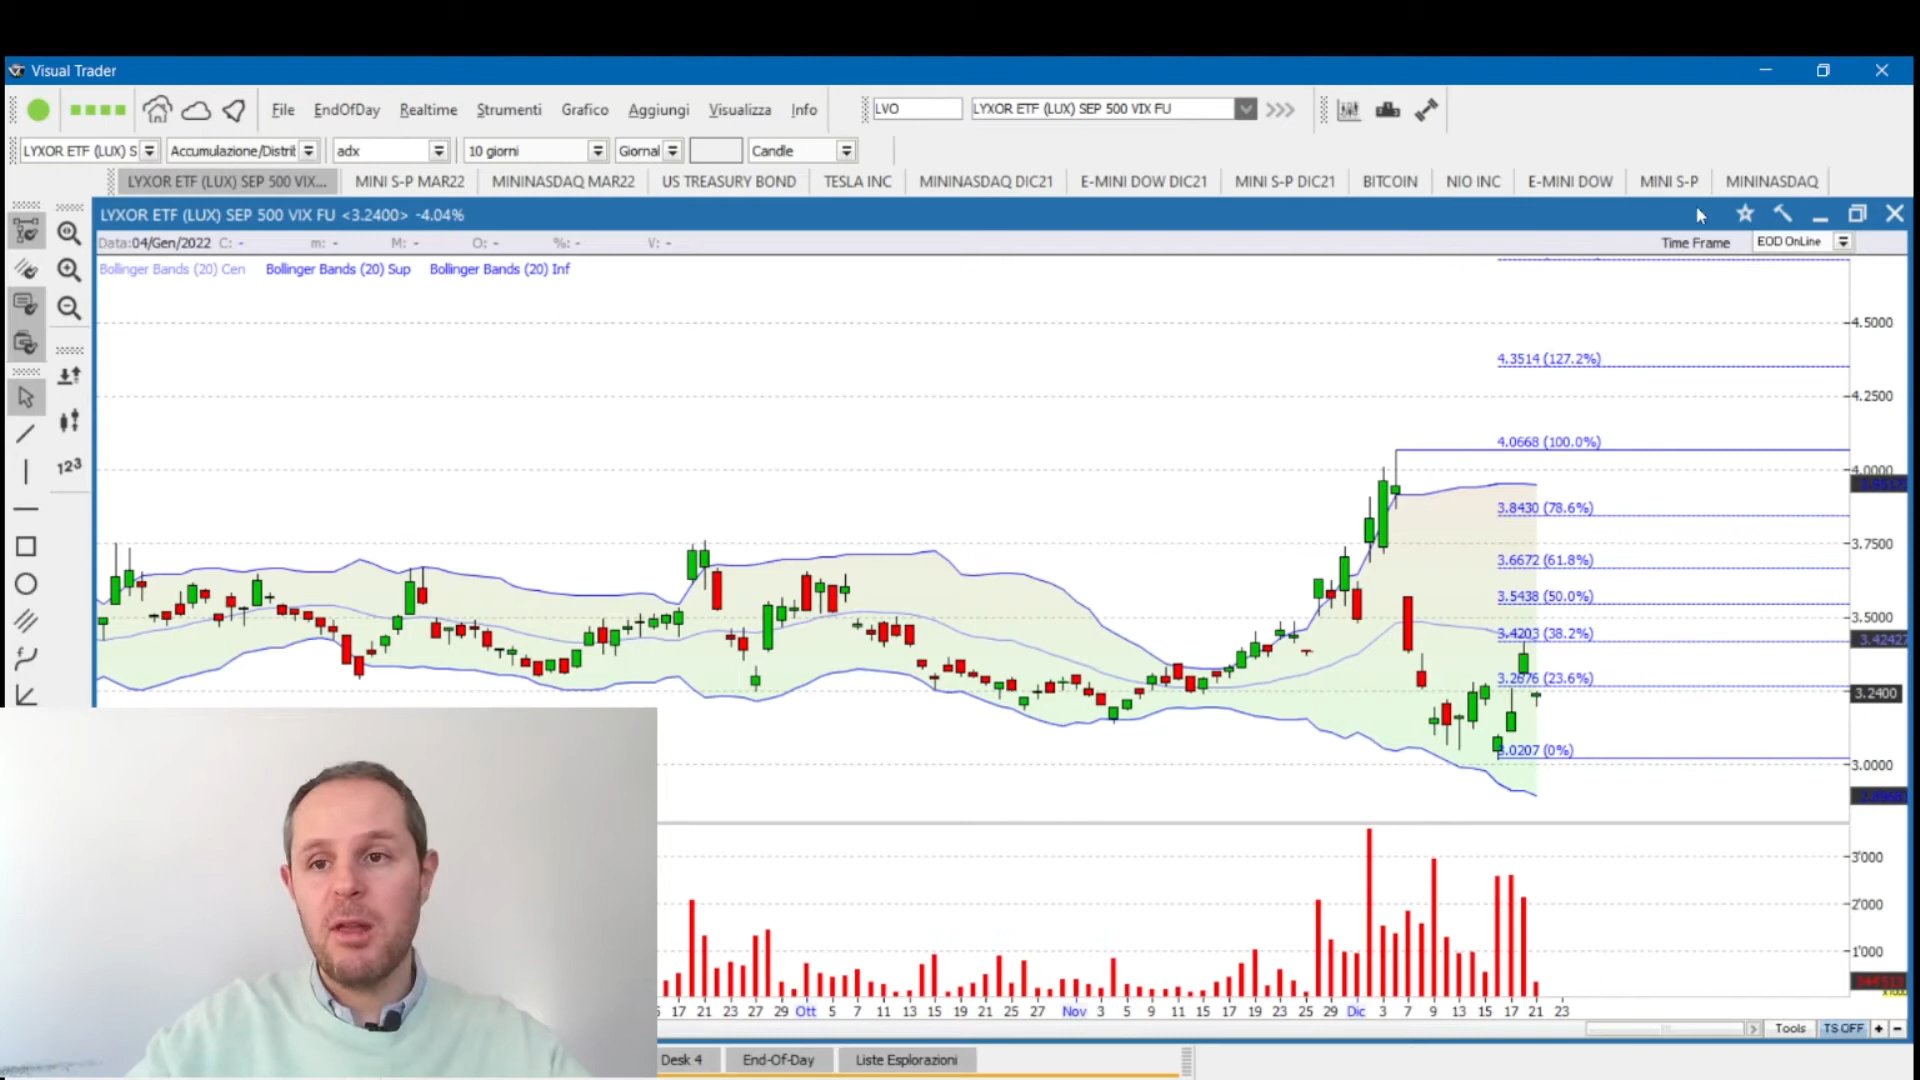 Visual Trader
File EndOfDay Realtime Strumenti Grafico Aggiungi Visualizza Info LVO LYXOR ETF (LUX) SEP 500 VIX FU
LYXOR ETF (LUX) S Accumulazione/Distrit adx 10 giorni Giornal Candle
LYXOR ETF (LUX) SEP 500 VIX... MINI S-P MAR22 MININASDAQ MAR22 US TREASURY BOND TESLA INC MININASDAQ DIC21 E-MINI DOW DIC21 MINI S-P DIC21 BITCOIN NIO INC E-MINI DOW MINI S-P MININASDAQ
LYXOR ETF (LUX) SEP 500 VIX FU <3.2400> -4.04%
Data:04/Gen/2022 C: - m: - M: - O: - %: - V: - Time Frame EOD OnLine
Bollinger Bands (20) Cen Bollinger Bands (20) Sup Bollinger Bands (20) Inf
4.5000
4.3514 (127.2%)
4.2500
4.0668 (100.0%)
4.0000
3.9517
3.8430 (78.6%)
3.7500
3.6672 (61.8%)
3.5438 (50.0%)
3.5000
3.4203 (38.2%)
3.4242
3.2676 (23.6%)
3.2400
3.0207 (0%)
3.0000
123
3'000
2'000
1'000
17 21 23 27 29 Ott 5 7 11 13 15 19 21 25 27 Nov 3 5 9 11 15 17 19 23 25 29 Dic 3 7 9 13 15 17 21 23
Tools TS OFF + -
Desk 4 End-Of-Day Liste Esplorazioni